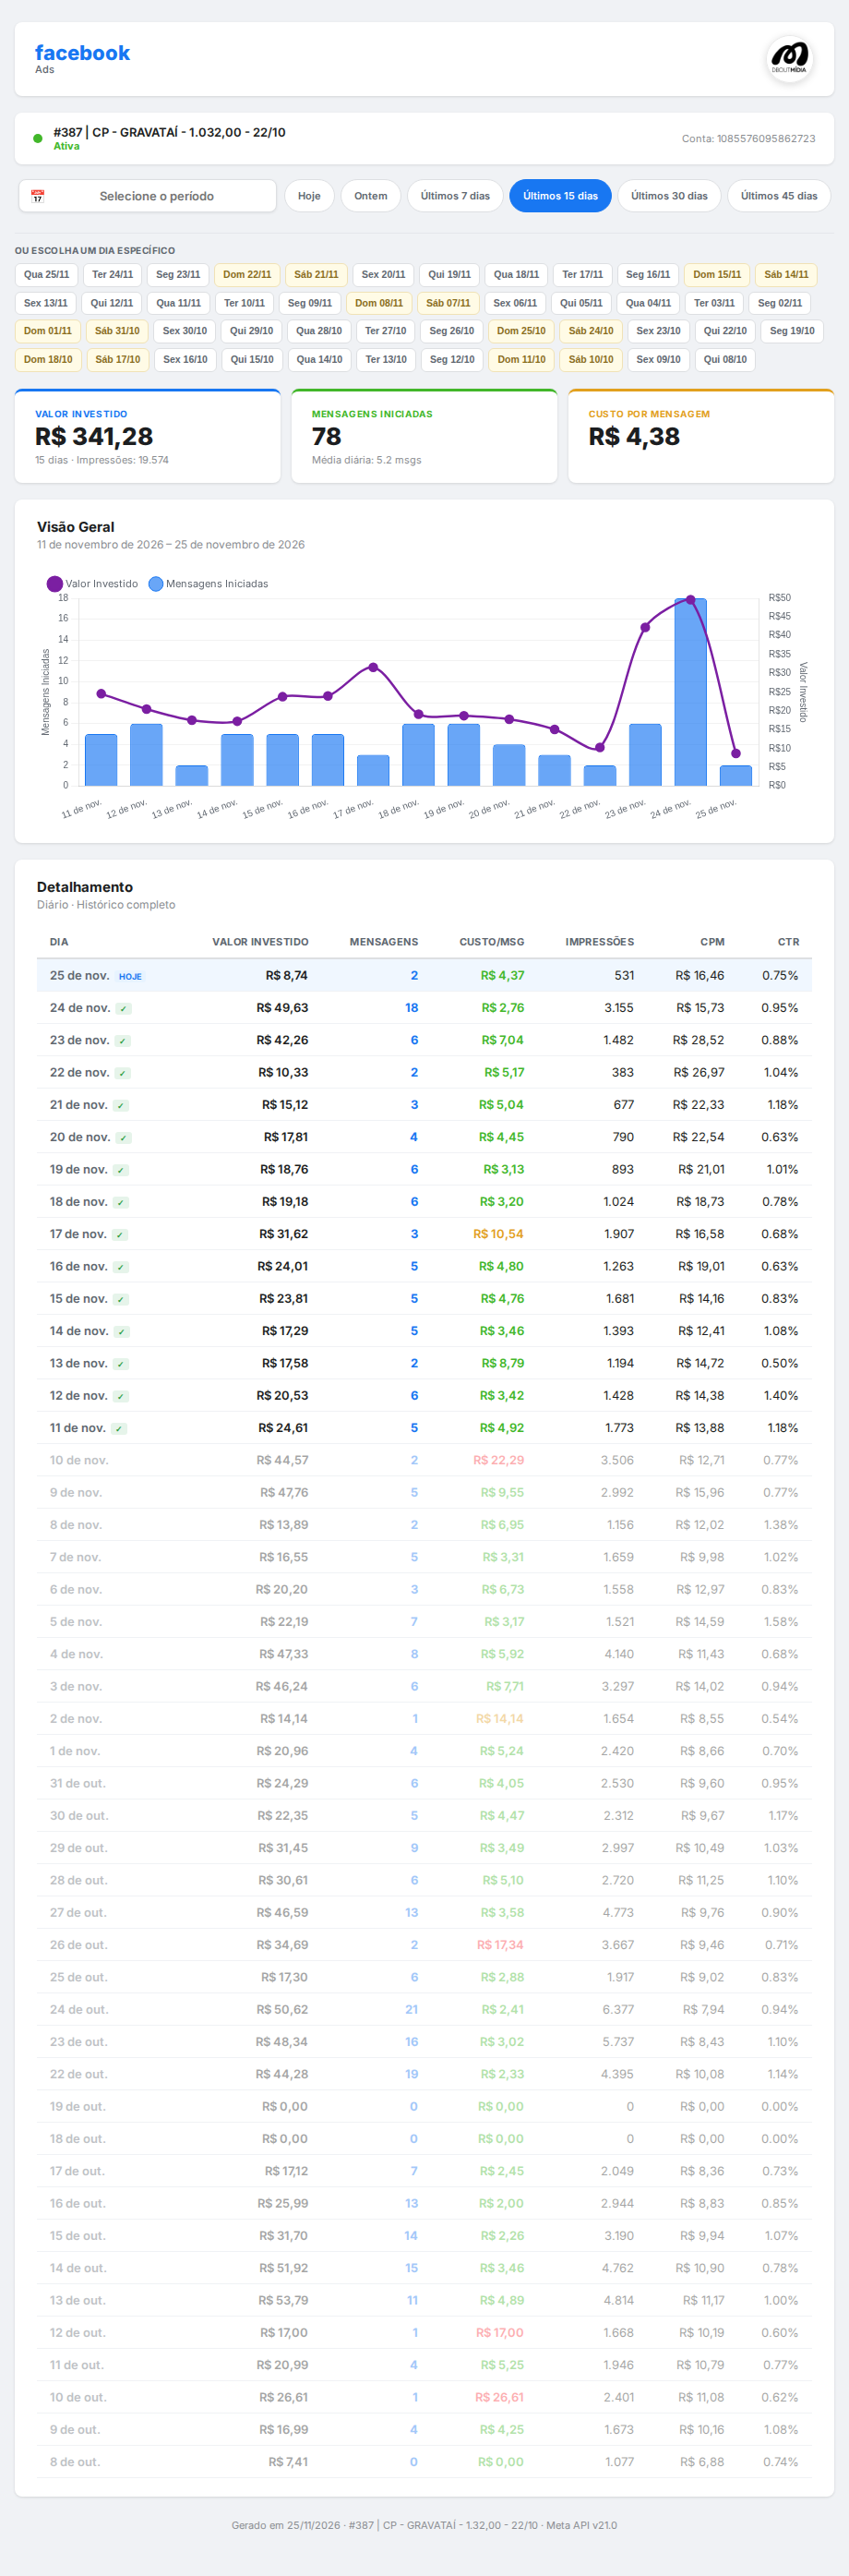 facebook
Ads
DBOUTMÍDIA
#387 | CP - GRAVATAÍ - 1.032,00 - 22/10
Ativa
Conta: 1085576095862723
Selecione o período
Hoje Ontem Últimos 7 dias Últimos 15 dias Últimos 30 dias Últimos 45 dias
OU ESCOLHA UM DIA ESPECÍFICO
Qua 25/11 Ter 24/11 Seg 23/11 Dom 22/11 Sáb 21/11 Sex 20/11 Qui 19/11 Qua 18/11 Ter 17/11 Seg 16/11 Dom 15/11 Sáb 14/11
Sex 13/11 Qui 12/11 Qua 11/11 Ter 10/11 Seg 09/11 Dom 08/11 Sáb 07/11 Sex 06/11 Qui 05/11 Qua 04/11 Ter 03/11 Seg 02/11
Dom 01/11 Sáb 31/10 Sex 30/10 Qui 29/10 Qua 28/10 Ter 27/10 Seg 26/10 Dom 25/10 Sáb 24/10 Sex 23/10 Qui 22/10 Seg 19/10
Dom 18/10 Sáb 17/10 Sex 16/10 Qui 15/10 Qua 14/10 Ter 13/10 Seg 12/10 Dom 11/10 Sáb 10/10 Sex 09/10 Qui 08/10
VALOR INVESTIDO
R$ 341,28
15 dias · Impressões: 19.574
MENSAGENS INICIADAS
78
Média diária: 5.2 msgs
CUSTO POR MENSAGEM
R$ 4,38
Visão Geral
11 de novembro de 2026 – 25 de novembro de 2026
Valor Investido Mensagens Iniciadas
Mensagens Iniciadas
18
16
14
12
10
8
6
4
2
0
R$50
R$45
R$40
R$35
R$30
R$25
R$20
R$15
R$10
R$5
R$0
Valor Investido
11 de nov. 12 de nov. 13 de nov. 14 de nov. 15 de nov. 16 de nov. 17 de nov. 18 de nov. 19 de nov. 20 de nov. 21 de nov. 22 de nov. 23 de nov. 24 de nov. 25 de nov.
Detalhamento
Diário · Histórico completo
DIA VALOR INVESTIDO MENSAGENS CUSTO/MSG IMPRESSÕES CPM CTR
25 de nov. HOJE R$ 8,74 2 R$ 4,37 531 R$ 16,46 0.75%
24 de nov. ✓ R$ 49,63 18 R$ 2,76 3.155 R$ 15,73 0.95%
23 de nov. ✓ R$ 42,26 6 R$ 7,04 1.482 R$ 28,52 0.88%
22 de nov. ✓ R$ 10,33 2 R$ 5,17 383 R$ 26,97 1.04%
21 de nov. ✓ R$ 15,12 3 R$ 5,04 677 R$ 22,33 1.18%
20 de nov. ✓ R$ 17,81 4 R$ 4,45 790 R$ 22,54 0.63%
19 de nov. ✓ R$ 18,76 6 R$ 3,13 893 R$ 21,01 1.01%
18 de nov. ✓ R$ 19,18 6 R$ 3,20 1.024 R$ 18,73 0.78%
17 de nov. ✓ R$ 31,62 3 R$ 10,54 1.907 R$ 16,58 0.68%
16 de nov. ✓ R$ 24,01 5 R$ 4,80 1.263 R$ 19,01 0.63%
15 de nov. ✓ R$ 23,81 5 R$ 4,76 1.681 R$ 14,16 0.83%
14 de nov. ✓ R$ 17,29 5 R$ 3,46 1.393 R$ 12,41 1.08%
13 de nov. ✓ R$ 17,58 2 R$ 8,79 1.194 R$ 14,72 0.50%
12 de nov. ✓ R$ 20,53 6 R$ 3,42 1.428 R$ 14,38 1.40%
11 de nov. ✓ R$ 24,61 5 R$ 4,92 1.773 R$ 13,88 1.18%
10 de nov. R$ 44,57 2 R$ 22,29 3.506 R$ 12,71 0.77%
9 de nov. R$ 47,76 5 R$ 9,55 2.992 R$ 15,96 0.77%
8 de nov. R$ 13,89 2 R$ 6,95 1.156 R$ 12,02 1.38%
7 de nov. R$ 16,55 5 R$ 3,31 1.659 R$ 9,98 1.02%
6 de nov. R$ 20,20 3 R$ 6,73 1.558 R$ 12,97 0.83%
5 de nov. R$ 22,19 7 R$ 3,17 1.521 R$ 14,59 1.58%
4 de nov. R$ 47,33 8 R$ 5,92 4.140 R$ 11,43 0.68%
3 de nov. R$ 46,24 6 R$ 7,71 3.297 R$ 14,02 0.94%
2 de nov. R$ 14,14 1 R$ 14,14 1.654 R$ 8,55 0.54%
1 de nov. R$ 20,96 4 R$ 5,24 2.420 R$ 8,66 0.70%
31 de out. R$ 24,29 6 R$ 4,05 2.530 R$ 9,60 0.95%
30 de out. R$ 22,35 5 R$ 4,47 2.312 R$ 9,67 1.17%
29 de out. R$ 31,45 9 R$ 3,49 2.997 R$ 10,49 1.03%
28 de out. R$ 30,61 6 R$ 5,10 2.720 R$ 11,25 1.10%
27 de out. R$ 46,59 13 R$ 3,58 4.773 R$ 9,76 0.90%
26 de out. R$ 34,69 2 R$ 17,34 3.667 R$ 9,46 0.71%
25 de out. R$ 17,30 6 R$ 2,88 1.917 R$ 9,02 0.83%
24 de out. R$ 50,62 21 R$ 2,41 6.377 R$ 7,94 0.94%
23 de out. R$ 48,34 16 R$ 3,02 5.737 R$ 8,43 1.10%
22 de out. R$ 44,28 19 R$ 2,33 4.395 R$ 10,08 1.14%
19 de out. R$ 0,00 0 R$ 0,00 0 R$ 0,00 0.00%
18 de out. R$ 0,00 0 R$ 0,00 0 R$ 0,00 0.00%
17 de out. R$ 17,12 7 R$ 2,45 2.049 R$ 8,36 0.73%
16 de out. R$ 25,99 13 R$ 2,00 2.944 R$ 8,83 0.85%
15 de out. R$ 31,70 14 R$ 2,26 3.190 R$ 9,94 1.07%
14 de out. R$ 51,92 15 R$ 3,46 4.762 R$ 10,90 0.78%
13 de out. R$ 53,79 11 R$ 4,89 4.814 R$ 11,17 1.00%
12 de out. R$ 17,00 1 R$ 17,00 1.668 R$ 10,19 0.60%
11 de out. R$ 20,99 4 R$ 5,25 1.946 R$ 10,79 0.77%
10 de out. R$ 26,61 1 R$ 26,61 2.401 R$ 11,08 0.62%
9 de out. R$ 16,99 4 R$ 4,25 1.673 R$ 10,16 1.08%
8 de out. R$ 7,41 0 R$ 0,00 1.077 R$ 6,88 0.74%
Gerado em 25/11/2026 · #387 | CP - GRAVATAÍ - 1.32,00 - 22/10 · Meta API v21.0